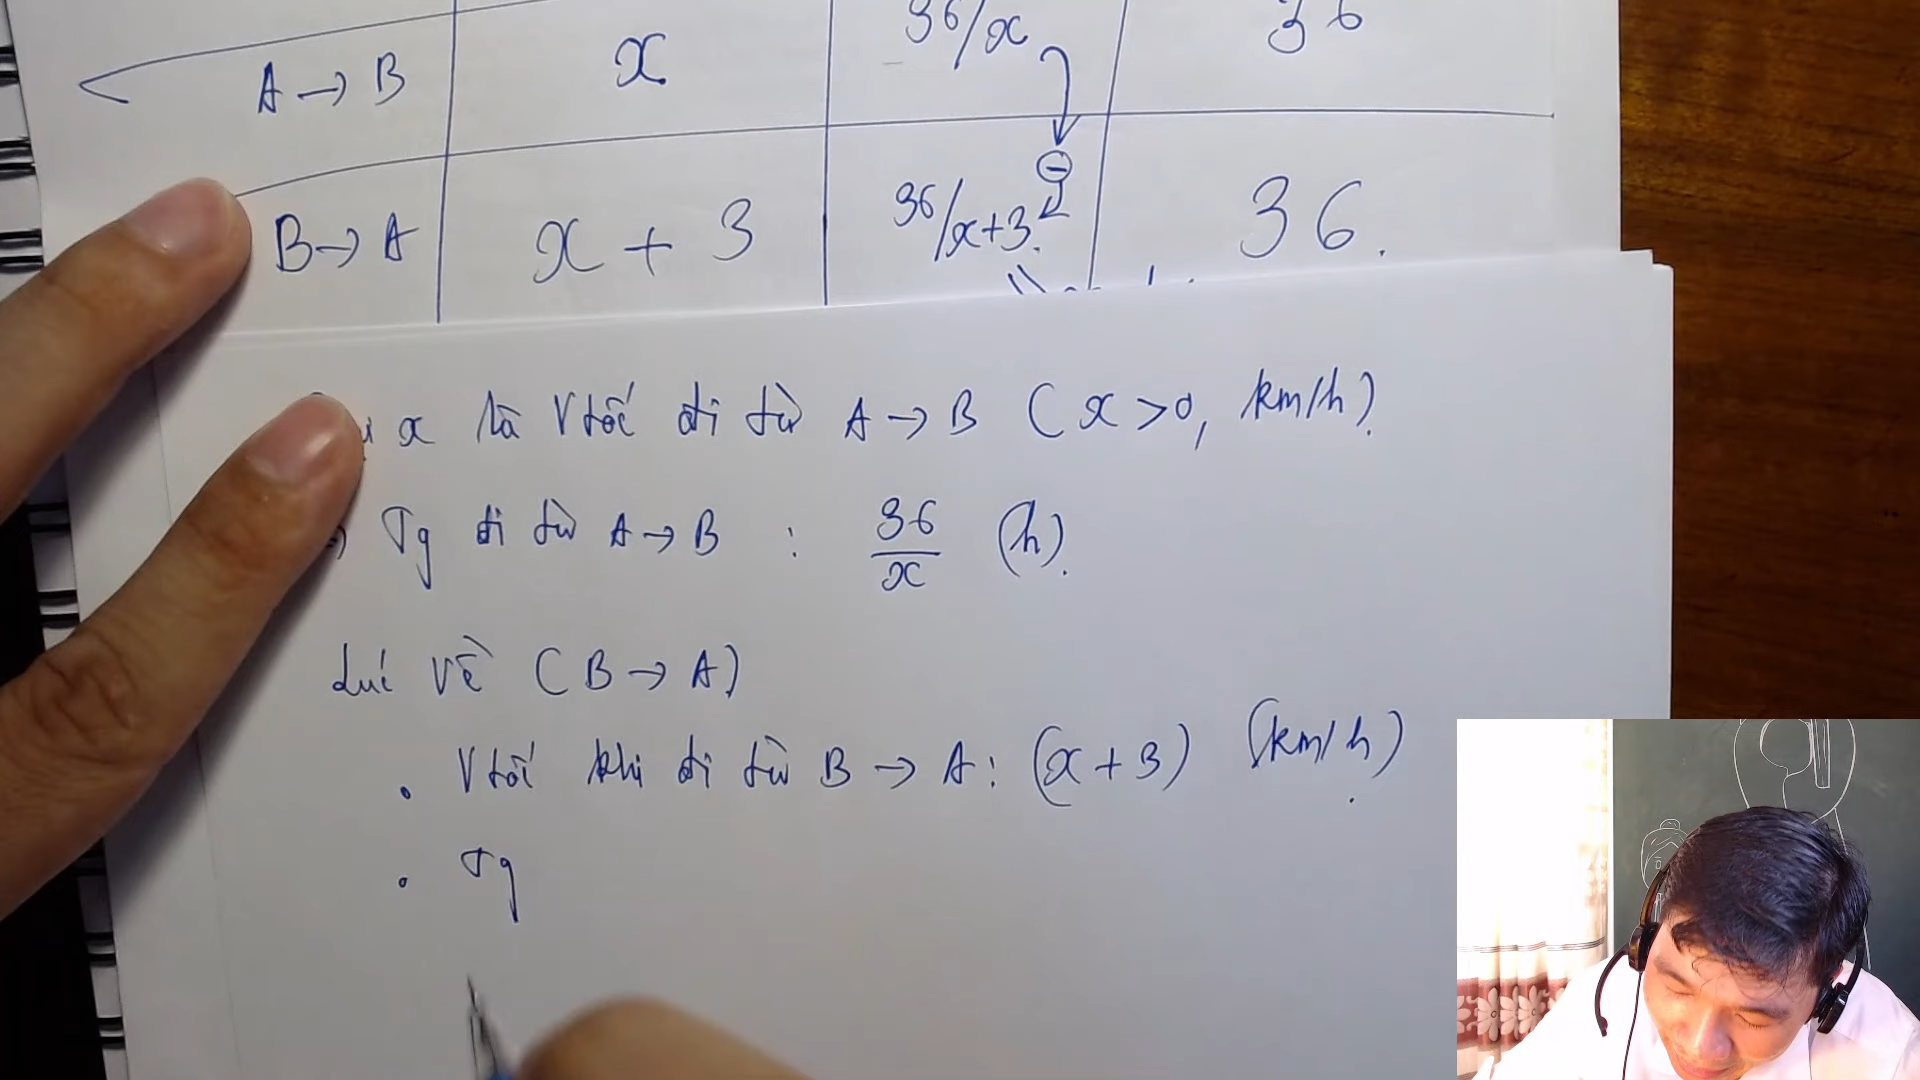 A → B x 36/x 36
B → A x + 3 36/x+3. 36.
x là Vtốc đi từ A → B (x > 0, km/h).
Tg đi từ A → B : 36/x (h).
Lúc về (B → A)
. Vtốc khi đi từ B → A : (x + 3) (km/h).
. Tg